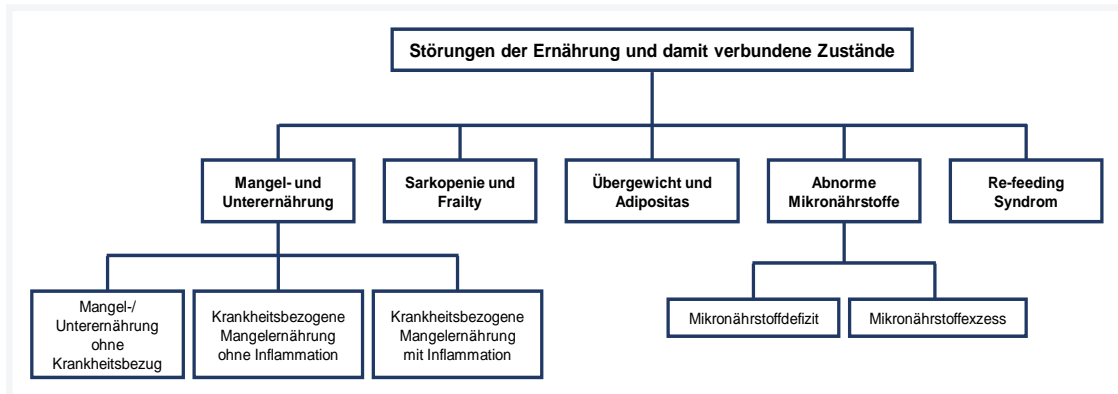 Störungen der Ernährung und damit verbundene Zustände
Mangel- und
Unterernährung
Sarkopenie und
Frailty
Übergewicht und
Adipositas
Abnorme
Mikronährstoffe
Re-feeding
Syndrom
Mangel-/
Unterernährung
ohne
Krankheitsbezug
Krankheitsbezogene
Mangelernährung
ohne Inflammation
Krankheitsbezogene
Mangelernährung
mit Inflammation
Mikronährstoffdefizit
Mikronährstoffexzess